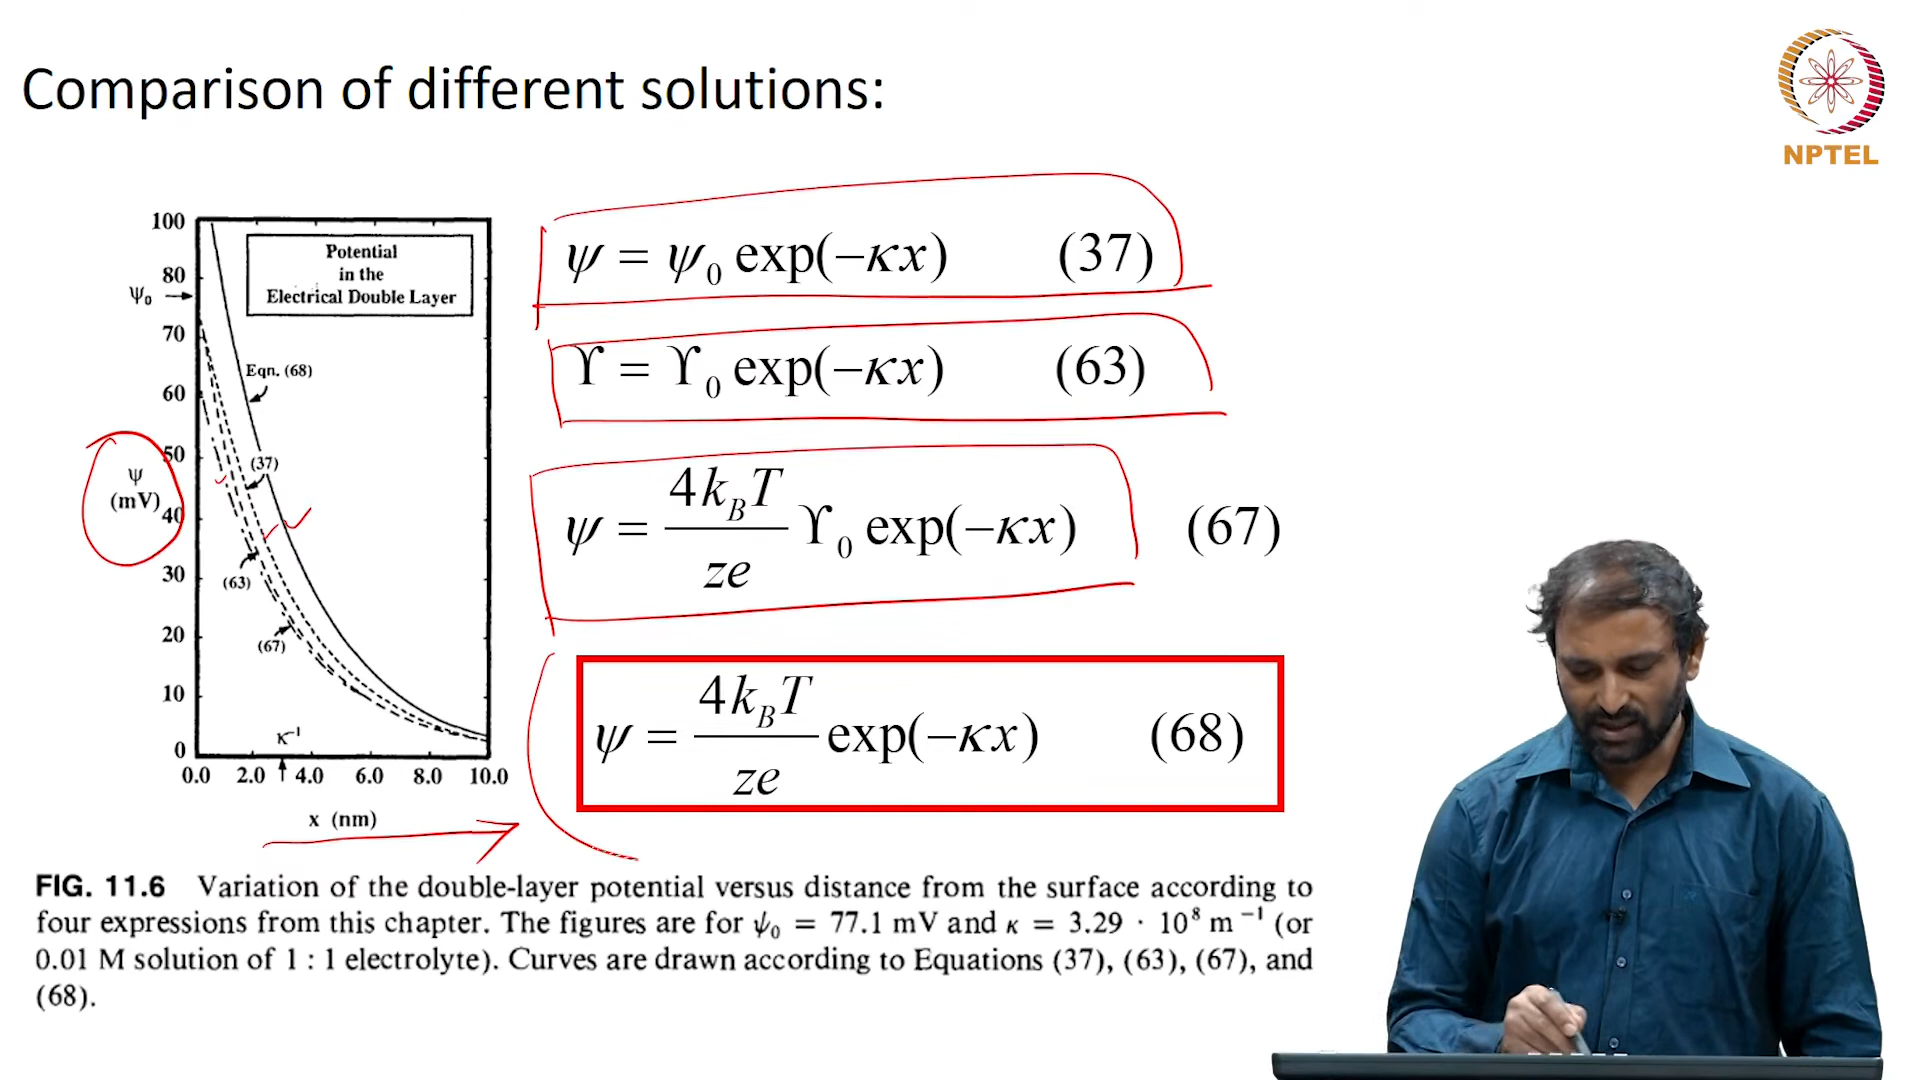 Comparison of different solutions:
NPTEL
100
80
ψ₀
70
60
50
ψ
(mV)
40
30
20
10
0
Potential
in the
Electrical Double Layer
Eqn. (68)
(37)
(63)
(67)
κ⁻¹
0.0 2.0 4.0 6.0 8.0 10.0
x (nm)
ψ = ψ₀ exp(−κx) (37)
ϒ = ϒ₀ exp(−κx) (63)
ψ = 4k_BT/ze ϒ₀ exp(−κx) (67)
ψ = 4k_BT/ze exp(−κx) (68)
FIG. 11.6 Variation of the double-layer potential versus distance from the surface according to
four expressions from this chapter. The figures are for ψ₀ = 77.1 mV and κ = 3.29 · 10⁸ m⁻¹ (or
0.01 M solution of 1 : 1 electrolyte). Curves are drawn according to Equations (37), (63), (67), and
(68).